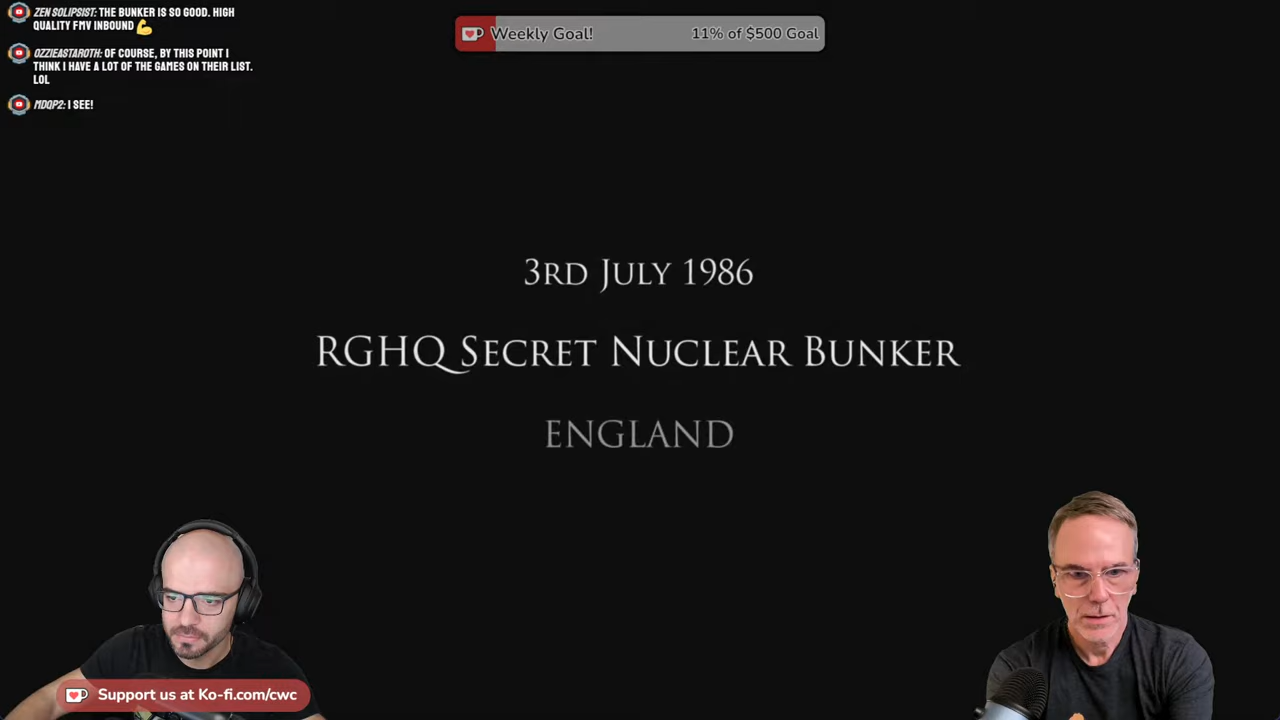 ZEN SOLIPSIST: THE BUNKER IS SO GOOD. HIGH
QUALITY FMV INBOUND 💪
OZZIEASTAROTH: OF COURSE, BY THIS POINT I
THINK I HAVE A LOT OF THE GAMES ON THEIR LIST.
LOL
MDQP2: I SEE!
Weekly Goal! 11% of $500 Goal
3RD JULY 1986
RGHQ SECRET NUCLEAR BUNKER
ENGLAND
Support us at Ko-fi.com/cwc